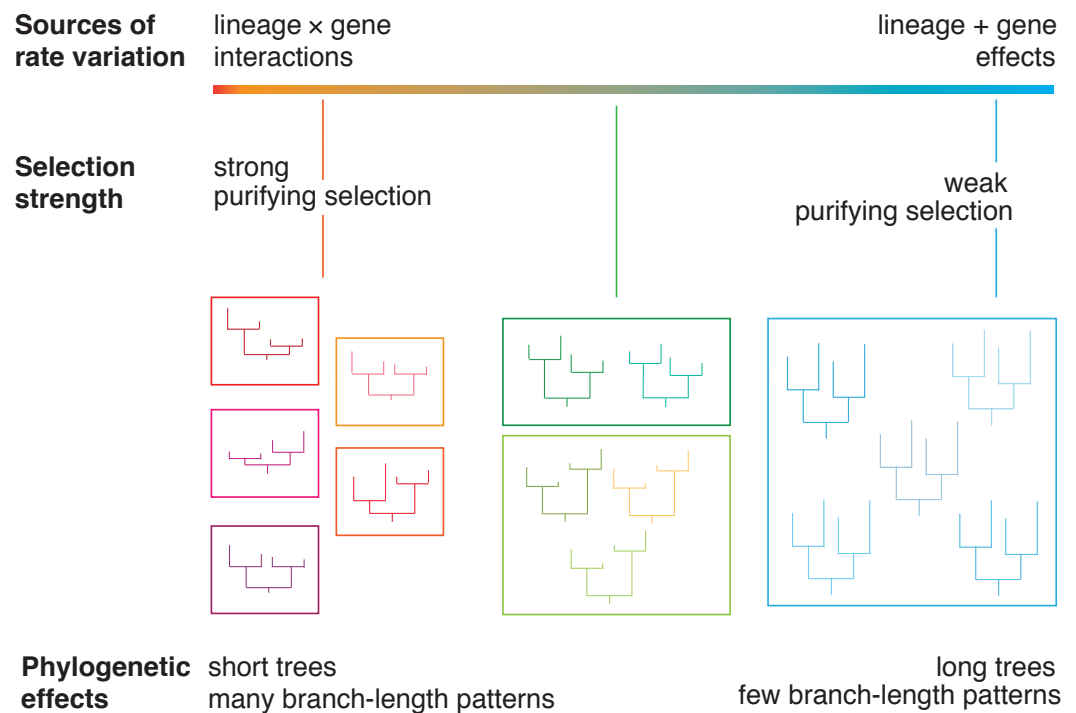 Sources of
rate variation
lineage × gene
interactions
lineage + gene
effects
Selection
strength
strong
purifying selection
weak
purifying selection
Phylogenetic
effects
short trees
many branch-length patterns
long trees
few branch-length patterns